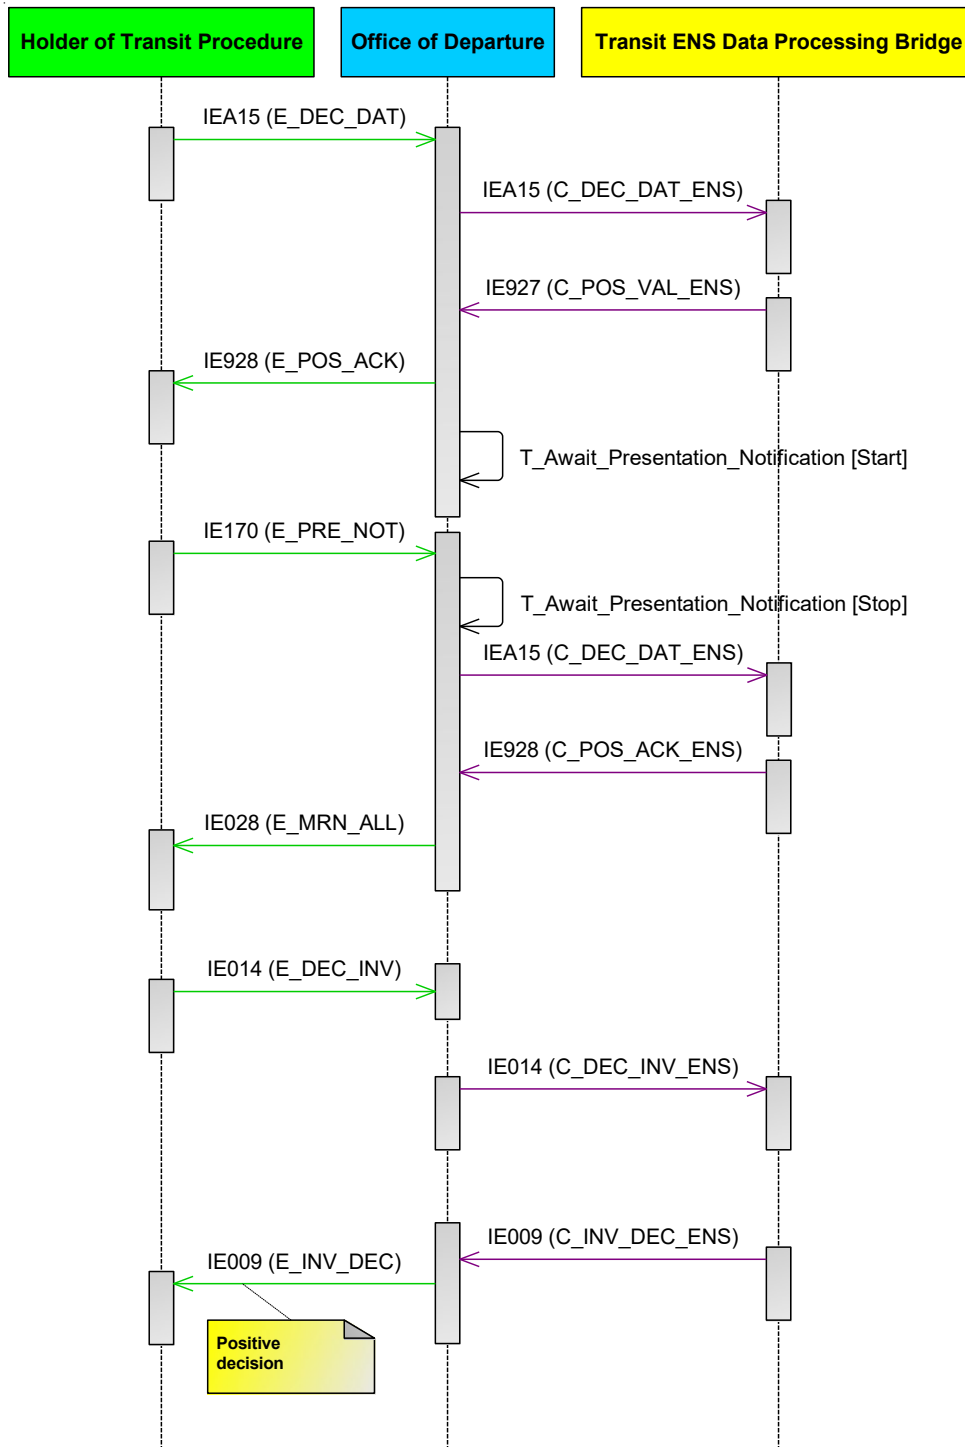 Holder of Transit Procedure
Office of Departure
Transit ENS Data Processing Bridge
IEA15 (E_DEC_DAT)
IEA15 (C_DEC_DAT_ENS)
IE927 (C_POS_VAL_ENS)
IE928 (E_POS_ACK)
T_Await_Presentation_Notification [Start]
IE170 (E_PRE_NOT)
T_Await_Presentation_Notification [Stop]
IEA15 (C_DEC_DAT_ENS)
IE928 (C_POS_ACK_ENS)
IE028 (E_MRN_ALL)
IE014 (E_DEC_INV)
IE014 (C_DEC_INV_ENS)
IE009 (C_INV_DEC_ENS)
IE009 (E_INV_DEC)
Positive
decision